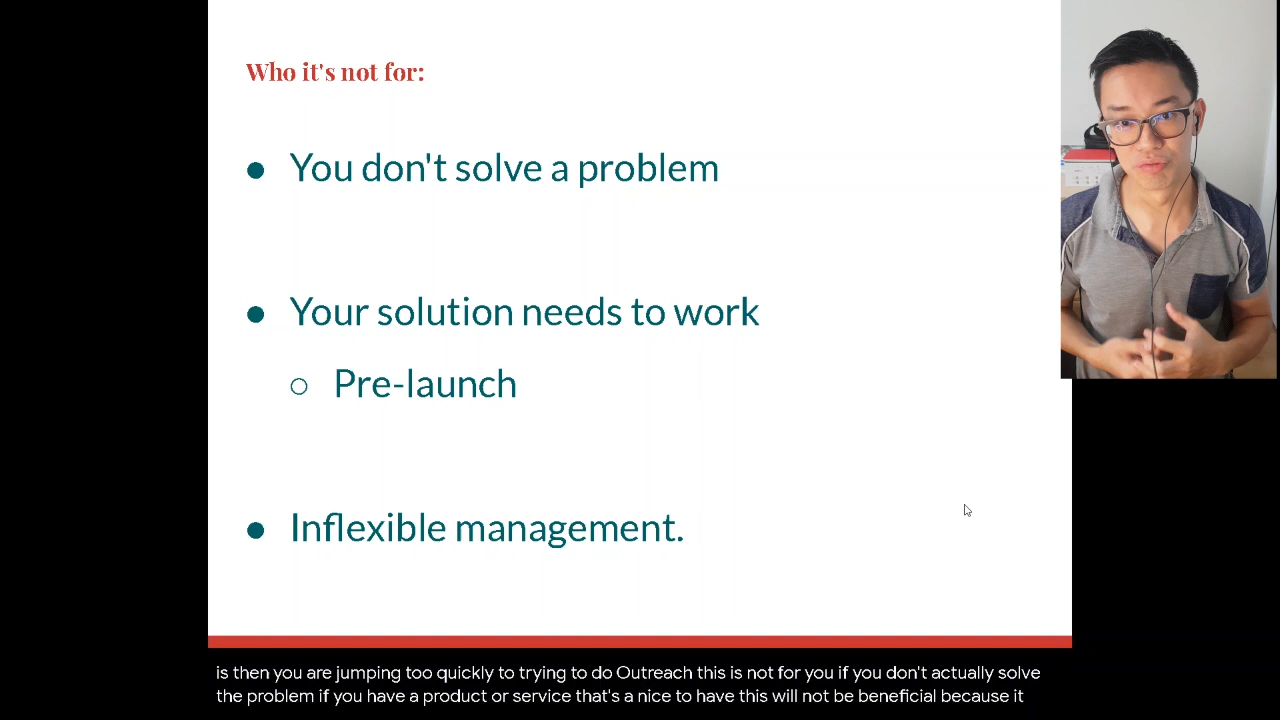 Who it's not for:
● You don't solve a problem
● Your solution needs to work
○ Pre-launch
● Inflexible management.
is then you are jumping too quickly to trying to do Outreach this is not for you if you don't actually solve
the problem if you have a product or service that's a nice to have this will not be beneficial because it